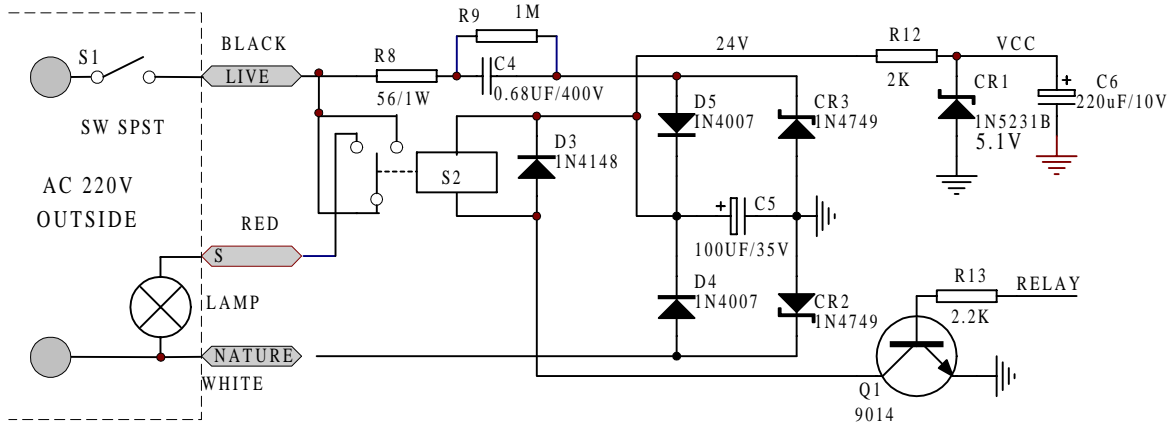 R9 1M
S1 BLACK R8 C4 24V R12 VCC
LIVE
56/1W 0.68UF/400V 2K
SW SPST
D5 1N4007
CR3 1N4749
CR1 1N5231B
5.1V
C6
220uF/10V
D3
1N4148
S2
AC 220V
OUTSIDE
RED
S
+ C5
100UF/35V
LAMP
D4
1N4007
CR2
1N4749
R13 RELAY
2.2K
NATURE
WHITE
Q1
9014
+